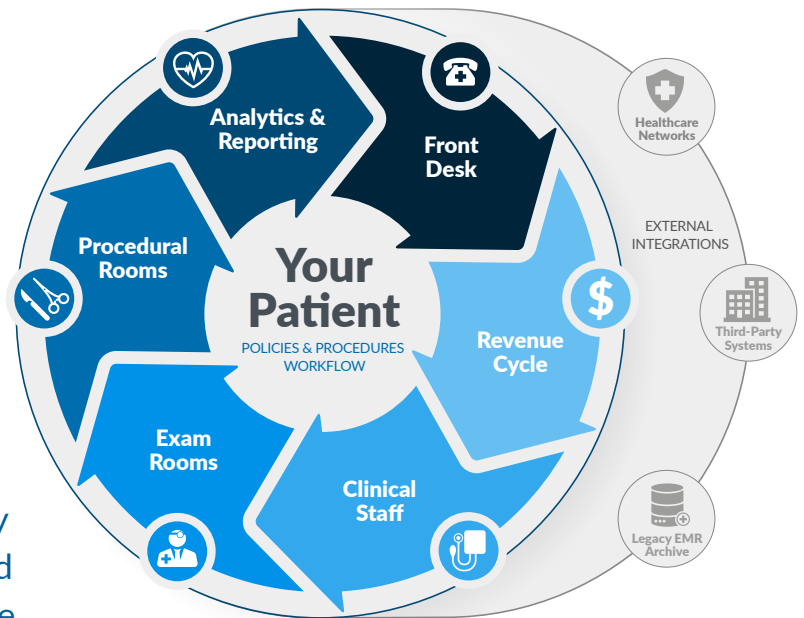 Analytics &
Reporting
Front
Desk
Healthcare
Networks
EXTERNAL
INTEGRATIONS
Procedural
Rooms
Your
Patient
POLICIES & PROCEDURES
WORKFLOW
$
Revenue
Cycle
Third-Party
Systems
Exam
Rooms
Clinical
Staff
Legacy EMR
Archive